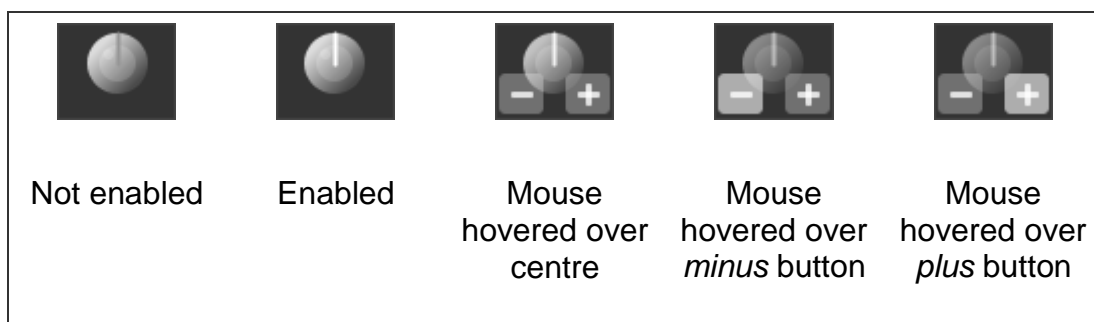 − + − + − +
Not enabled Enabled Mouse Mouse Mouse
hovered over hovered over hovered over
centre minus button plus button